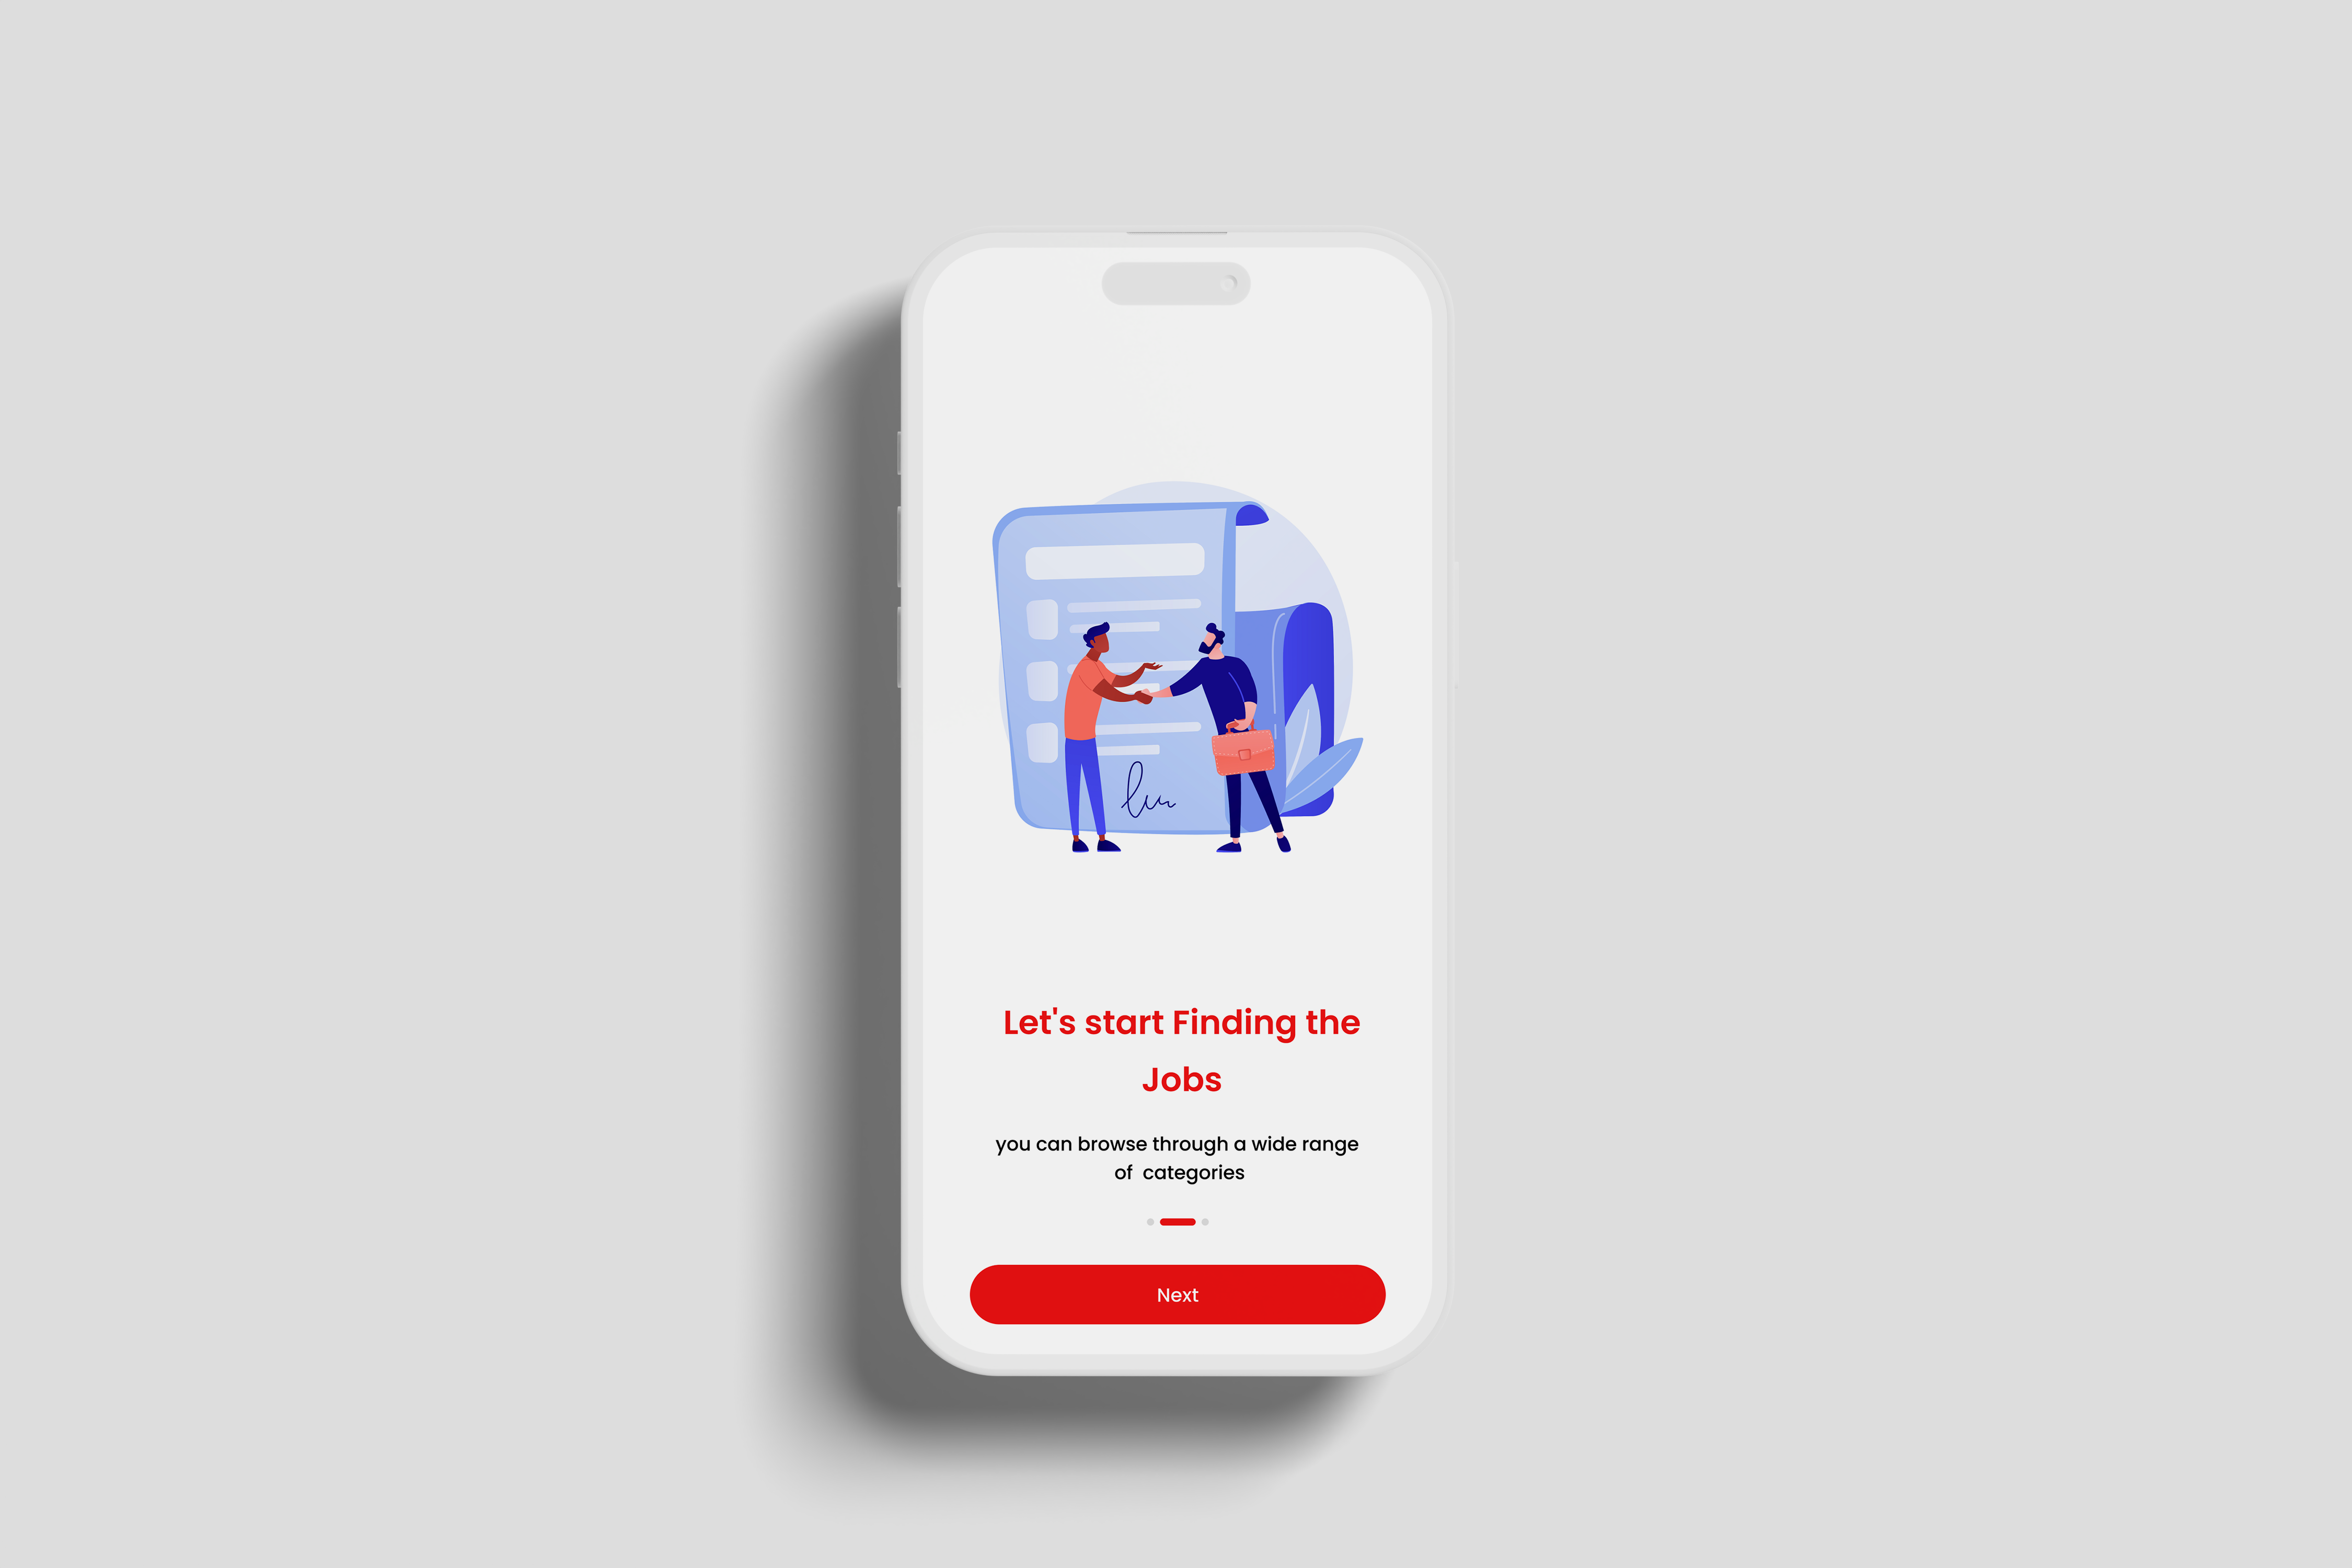 Let's start Finding the
Jobs
you can browse through a wide range
of  categories
Next